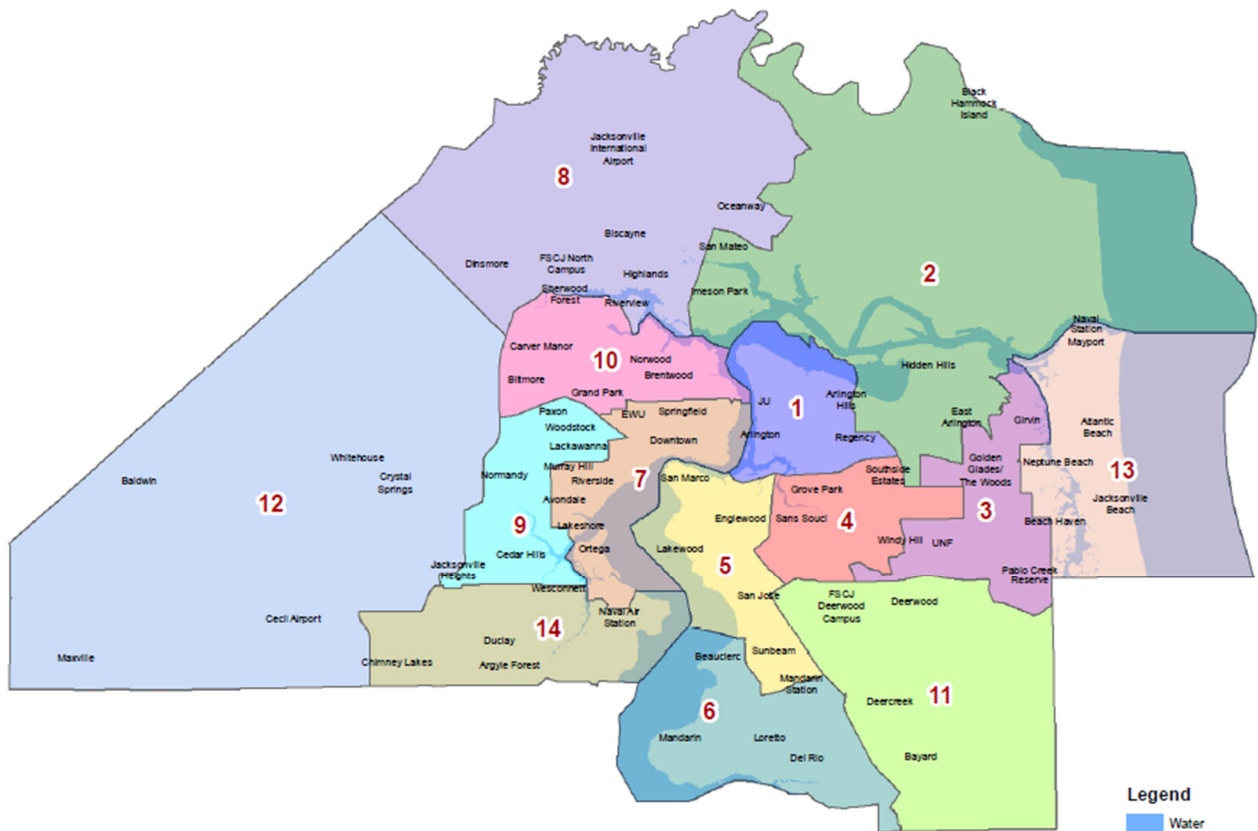 Black
Hammock
Island
Jacksonville
International
Airport
8
Oceanway
Biscayne
San Mateo
Dinsmore
FSCJ North
Campus
Highlands
2
Sherwood
Forest
Imeson Park
Riverview
Naval
Station
Mayport
Carver Manor
10
Norwood
Brentwood
Hidden Hills
Biltmore
Grand Park
JU
1
Arlington
Hills
Paxon
EWU
Springfield
East
Arlington
Girvin
Atlantic
Beach
Woodstock
Lackawanna
Downtown
Arlington
Regency
Whitehouse
Golden
Glades/
The Woods
Neptune Beach
13
Murray Hill
Normandy
Riverside
7
San Marco
Southside
Estates
Baldwin
12
Crystal
Springs
Avondale
Grove Park
3
Jacksonville
Beach
9
Lakeshore
Englewood
Sans Souci
4
Beach Haven
Cedar Hills
Ortega
Lakewood
5
Windy Hill
UNF
Jacksonville
Heights
Pablo Creek
Reserve
Wesconnett
San Jose
FSCJ
Deerwood
Campus
Deerwood
Cecil Airport
Naval Air
Station
14
Duclay
Maxville
Chimney Lakes
Argyle Forest
Beauclerc
Sunbeam
Mandarin
Station
6
Deercreek
11
Mandarin
Loretto
Del Rio
Bayard
Legend
Water